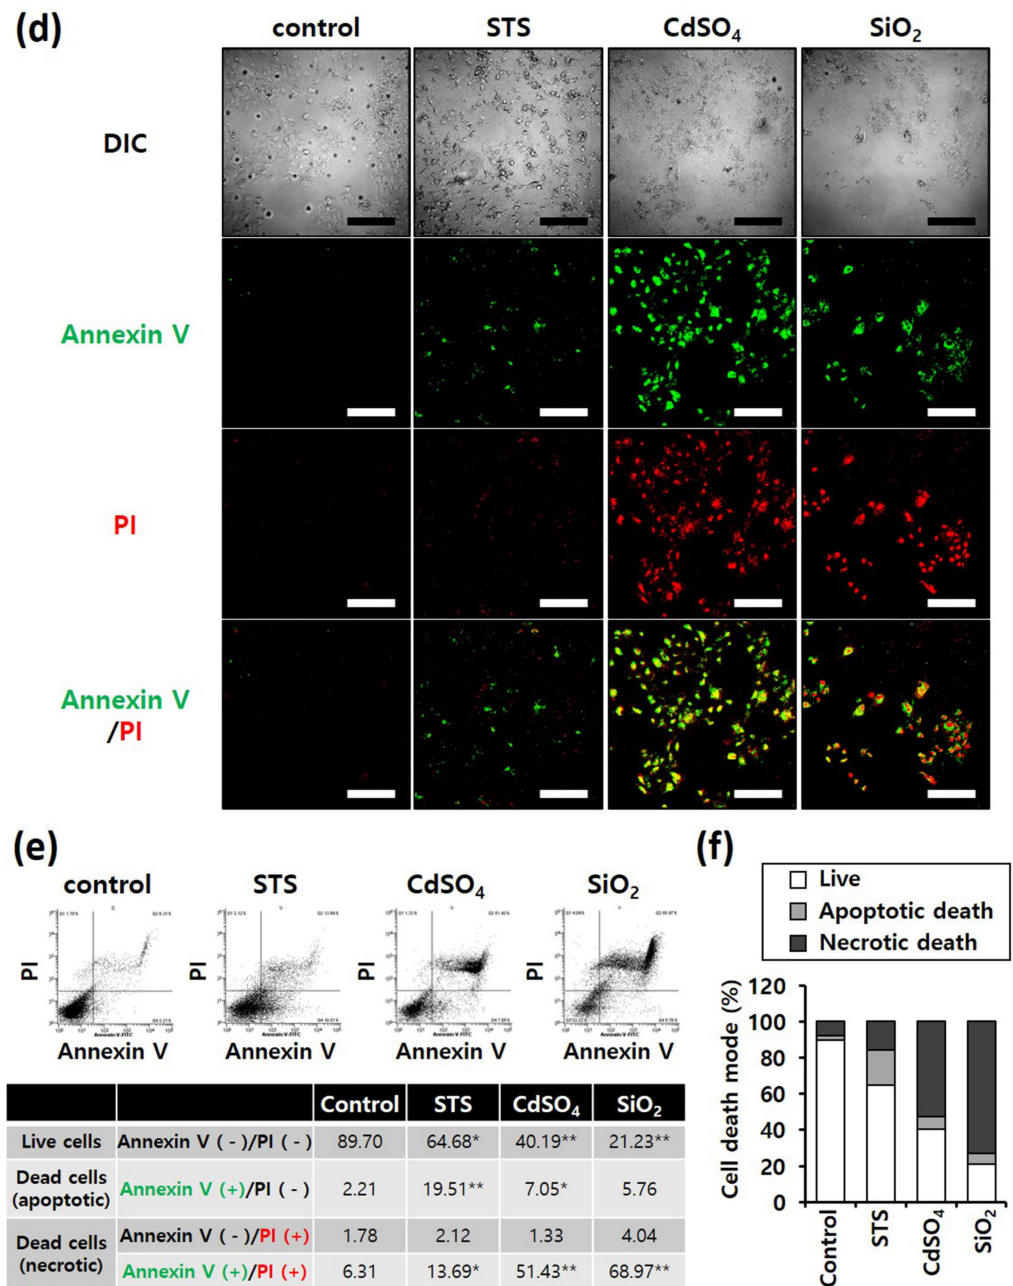 (d)
control STS CdSO₄ SiO₂
DIC
Annexin V
PI
Annexin V
/PI
(e)
control STS CdSO₄ SiO₂
PI PI PI PI
Annexin V Annexin V Annexin V Annexin V
Control STS CdSO₄ SiO₂
Live cells Annexin V ( - )/PI ( - ) 89.70 64.68* 40.19** 21.23**
Dead cells
(apoptotic) Annexin V (+)/PI ( - ) 2.21 19.51** 7.05* 5.76
Dead cells
(necrotic) Annexin V ( - )/PI (+) 1.78 2.12 1.33 4.04
Annexin V (+)/PI (+) 6.31 13.69* 51.43** 68.97**
(f)
Live
Apoptotic death
Necrotic death
Cell death mode (%)
120
100
80
60
40
20
0
Control STS CdSO₄ SiO₂